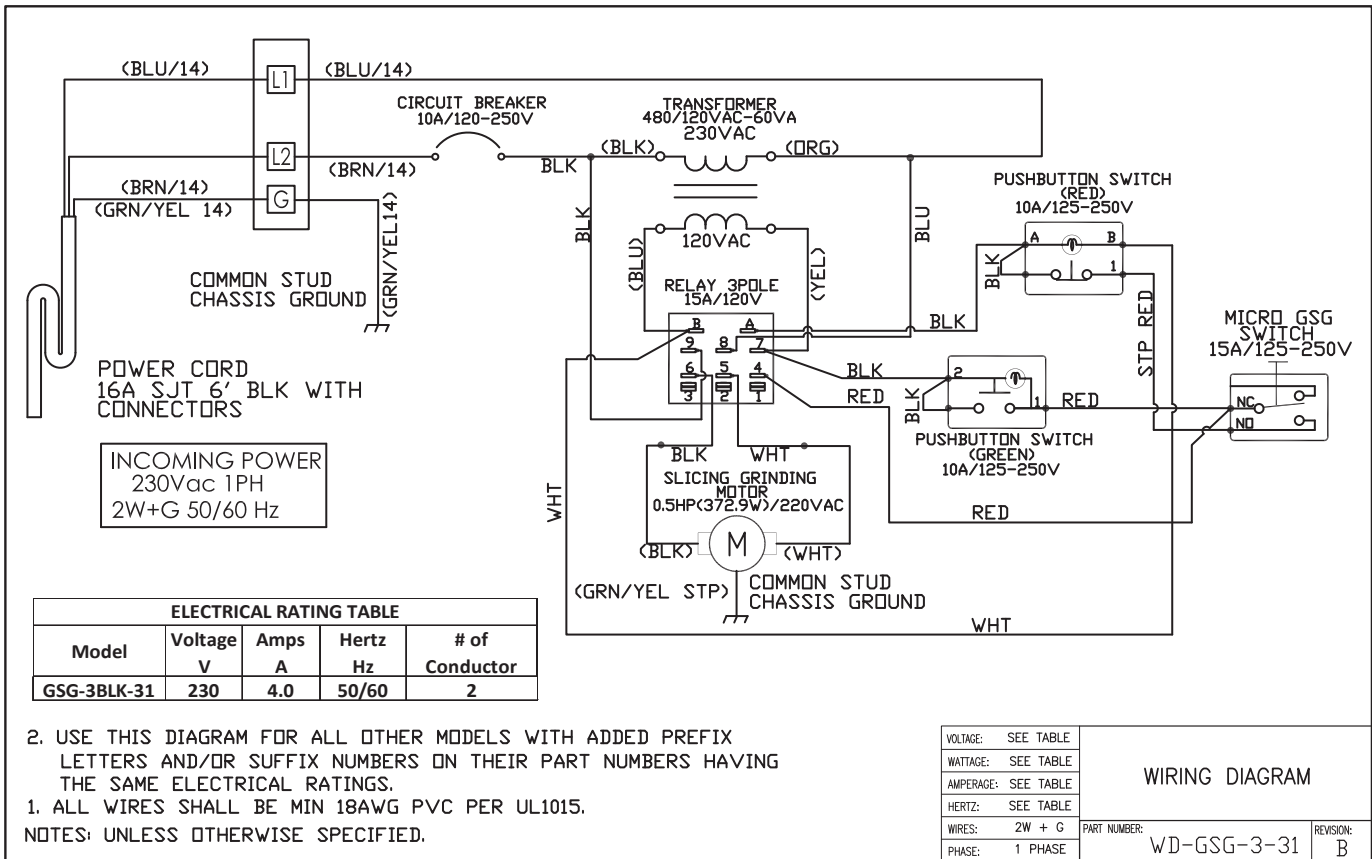 (BLU/14)
L1
(BLU/14)
CIRCUIT BREAKER
10A/120-250V
TRANSFORMER
480/120VAC-60VA
230VAC
(BLK)
(ORG)
L2
(BRN/14)
BLK
(BRN/14)
(GRN/YEL 14)
G
(GRN/YEL14)
COMMON STUD
CHASSIS GROUND
BLK
BLU
120VAC
(BLU)
(YEL)
RELAY 3POLE
15A/120V
B
A
9
8
7
6
5
4
3
2
1
PUSHBUTTON SWITCH
(RED)
10A/125-250V
A
B
1
BLK
BLK
STP RED
MICRO GSG
SWITCH
15A/125-250V
NC
NO
BLK
RED
2
1
BLK
RED
PUSHBUTTON SWITCH
(GREEN)
10A/125-250V
POWER CORD
16A SJT 6' BLK WITH
CONNECTORS
INCOMING POWER
230Vac 1PH
2W+G 50/60 Hz
BLK
WHT
SLICING GRINDING
MOTOR
0.5HP(372.9W)/220VAC
WHT
RED
(BLK)
M
(WHT)
(GRN/YEL STP)
COMMON STUD
CHASSIS GROUND
WHT
ELECTRICAL RATING TABLE
Model Voltage V Amps A Hertz Hz # of Conductor
GSG-3BLK-31 230 4.0 50/60 2
2. USE THIS DIAGRAM FOR ALL OTHER MODELS WITH ADDED PREFIX
LETTERS AND/OR SUFFIX NUMBERS ON THEIR PART NUMBERS HAVING
THE SAME ELECTRICAL RATINGS.
1. ALL WIRES SHALL BE MIN 18AWG PVC PER UL1015.
NOTES: UNLESS OTHERWISE SPECIFIED.
VOLTAGE: SEE TABLE
WATTAGE: SEE TABLE
AMPERAGE: SEE TABLE
HERTZ: SEE TABLE
WIRES: 2W + G
PHASE: 1 PHASE
WIRING DIAGRAM
PART NUMBER:
WD-GSG-3-31
REVISION:
B